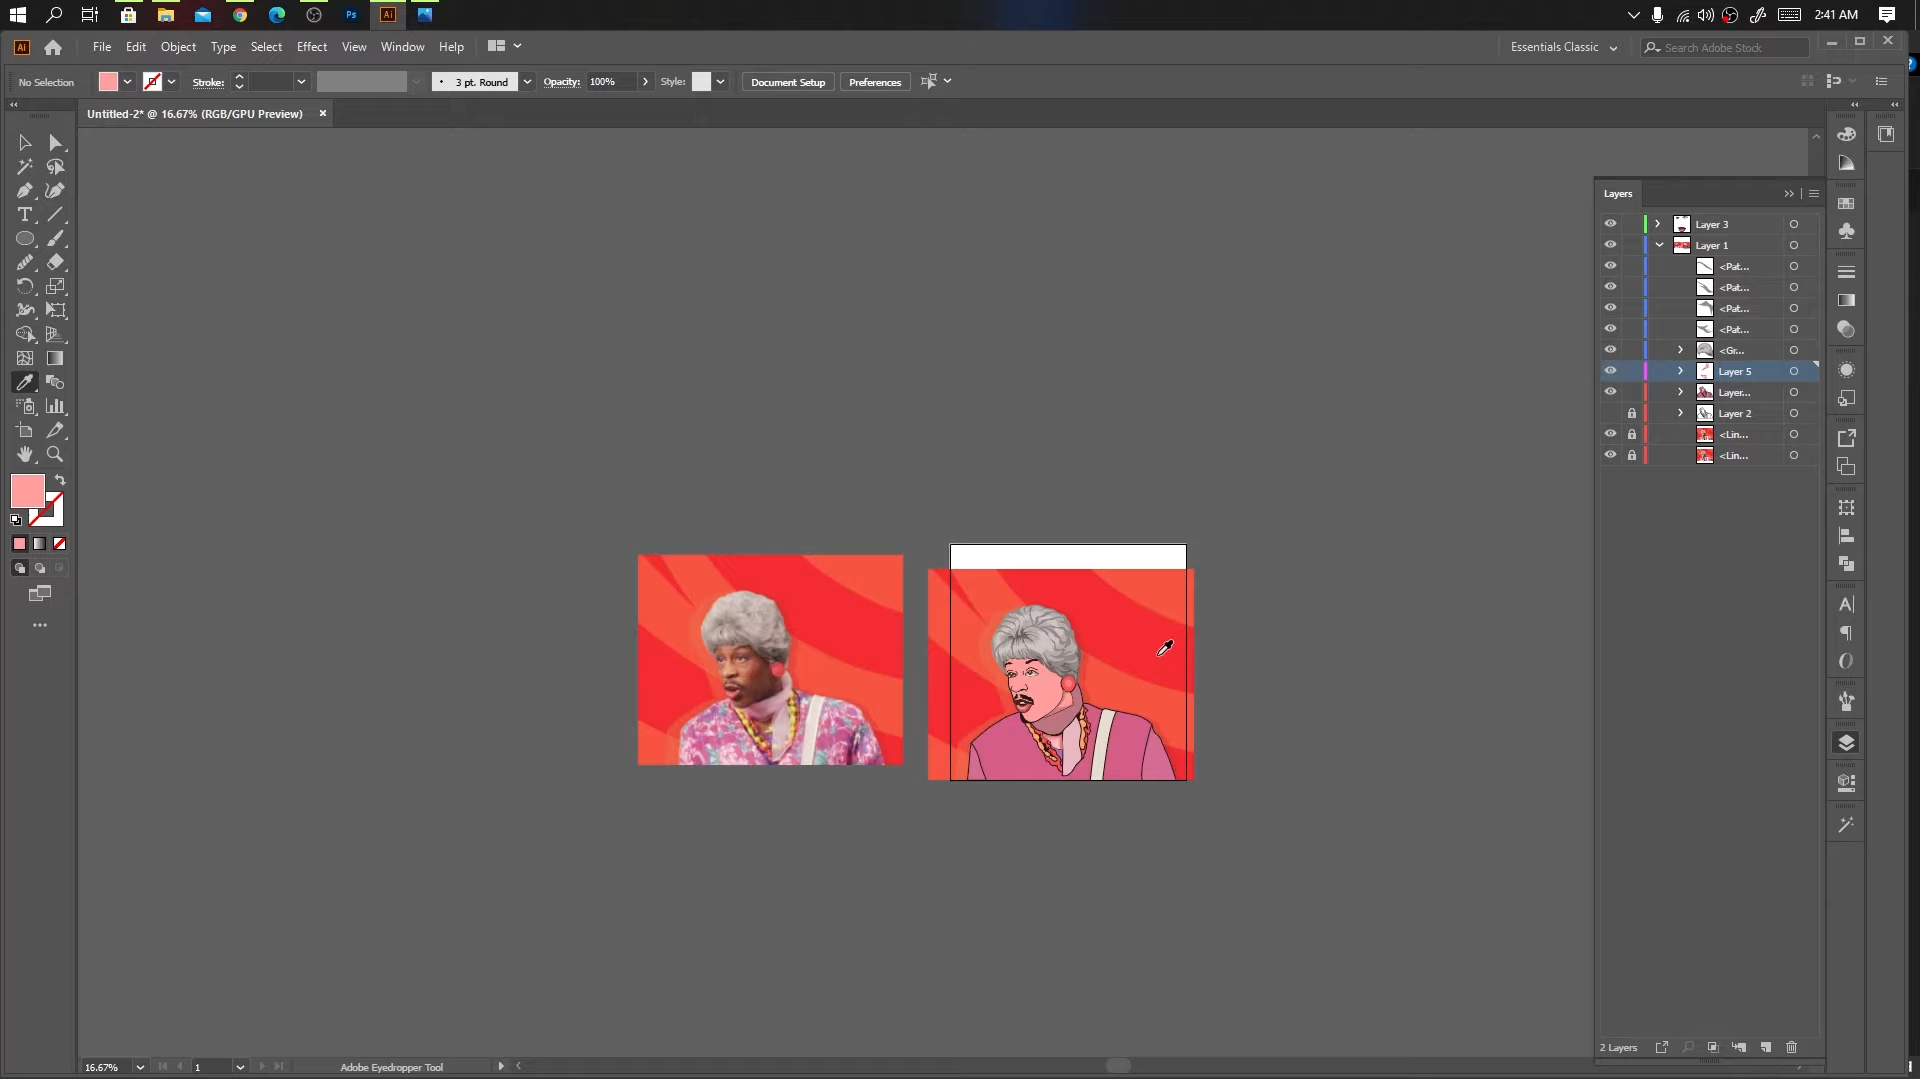 2:41 AM
Ai File Edit Object Type Select Effect View Window Help
Essentials Classic
Search Adobe Stock
No Selection
Stroke:
3 pt. Round
Opacity: 100%
Style:
Document Setup
Preferences
Untitled-2* @ 16.67% (RGB/GPU Preview)
Layers
Layer 3
Layer 1
<Pat...
<Pat...
<Pat...
<Pat...
<Gr...
Layer 5
Layer...
Layer 2
<Lin...
<Lin...
2 Layers
16.67%
1
Adobe Eyedropper Tool